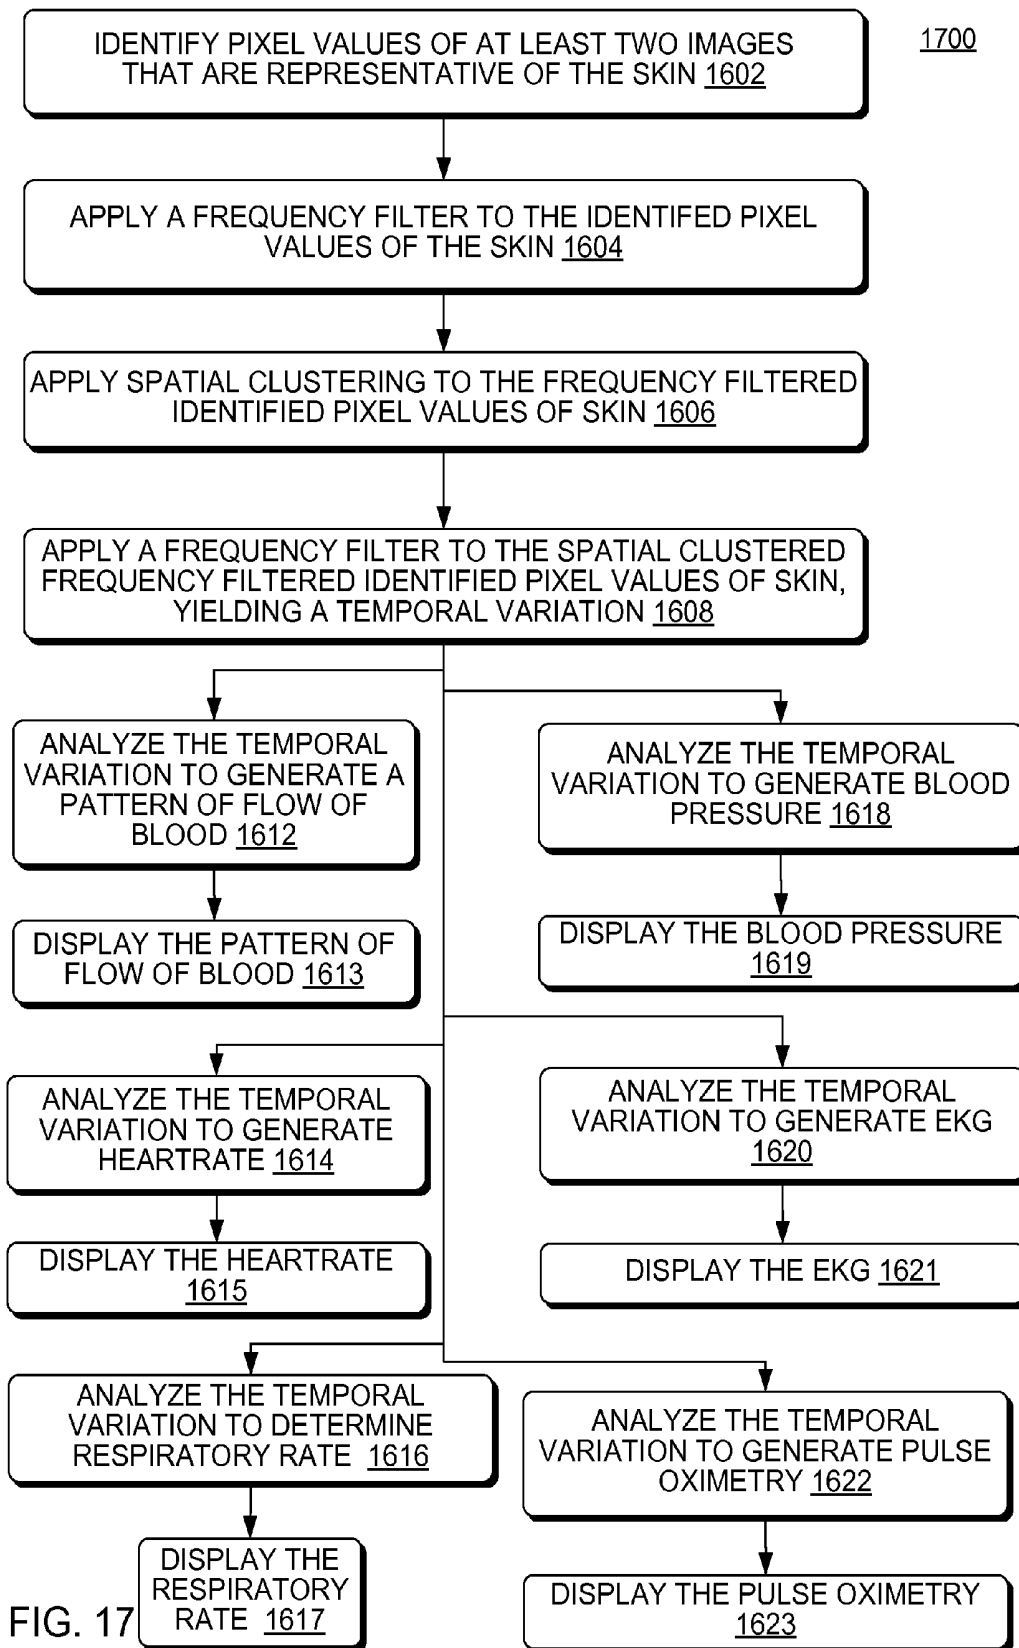 IDENTIFY PIXEL VALUES OF AT LEAST TWO IMAGES
THAT ARE REPRESENTATIVE OF THE SKIN 1602
1700
APPLY A FREQUENCY FILTER TO THE IDENTIFED PIXEL
VALUES OF THE SKIN 1604
APPLY SPATIAL CLUSTERING TO THE FREQUENCY FILTERED
IDENTIFIED PIXEL VALUES OF SKIN 1606
APPLY A FREQUENCY FILTER TO THE SPATIAL CLUSTERED
FREQUENCY FILTERED IDENTIFIED PIXEL VALUES OF SKIN,
YIELDING A TEMPORAL VARIATION 1608
ANALYZE THE TEMPORAL
VARIATION TO GENERATE A
PATTERN OF FLOW OF
BLOOD 1612
ANALYZE THE TEMPORAL
VARIATION TO GENERATE BLOOD
PRESSURE 1618
DISPLAY THE PATTERN OF
FLOW OF BLOOD 1613
DISPLAY THE BLOOD PRESSURE
1619
ANALYZE THE TEMPORAL
VARIATION TO GENERATE
HEARTRATE 1614
ANALYZE THE TEMPORAL
VARIATION TO GENERATE EKG
1620
DISPLAY THE HEARTRATE
1615
DISPLAY THE EKG 1621
ANALYZE THE TEMPORAL
VARIATION TO DETERMINE
RESPIRATORY RATE 1616
ANALYZE THE TEMPORAL
VARIATION TO GENERATE PULSE
OXIMETRY 1622
DISPLAY THE
RESPIRATORY
RATE 1617
DISPLAY THE PULSE OXIMETRY
1623
FIG. 17